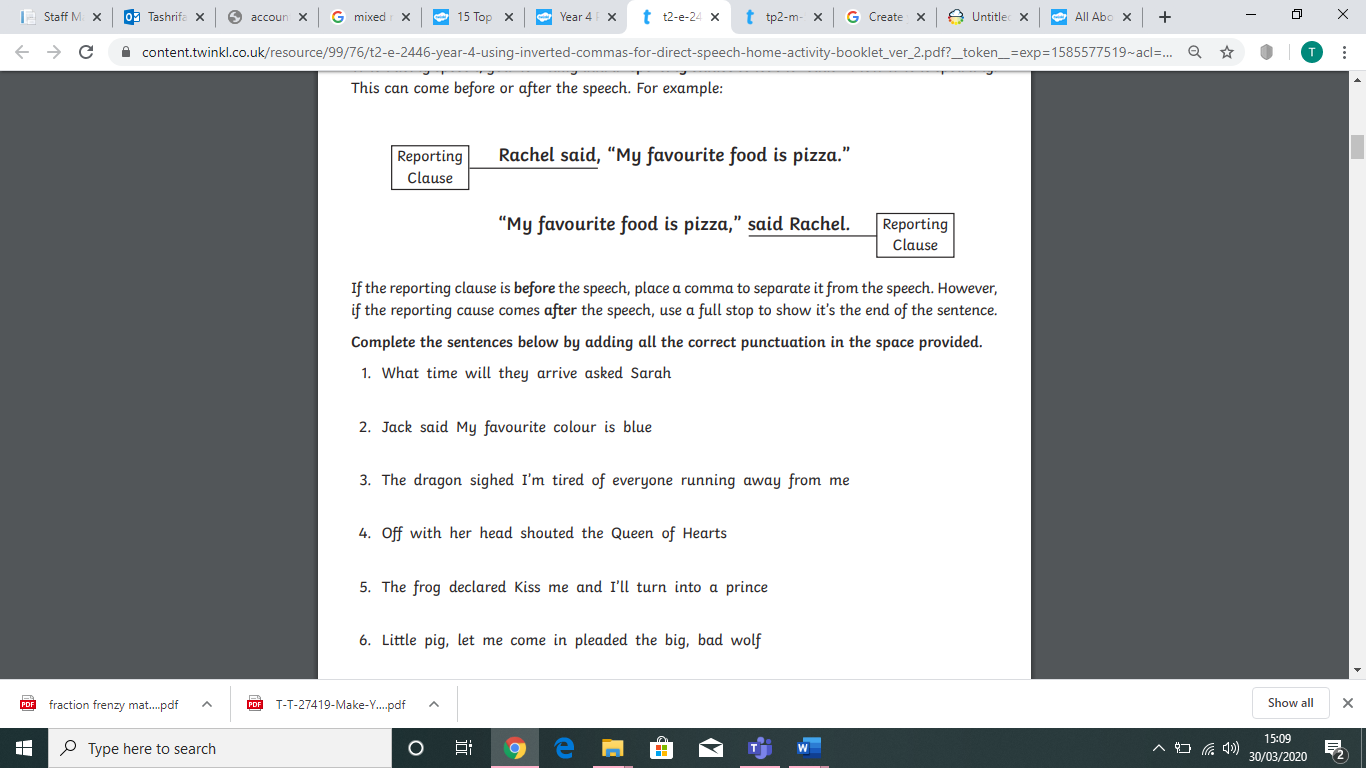 Staff M
Tashrifa
accoun
mixed
15 Top
Year 4
t2-e-24
tp2-m-
Create
Untitle
All Abo
content.twinkl.co.uk/resource/99/76/t2-e-2446-year-4-using-inverted-commas-for-direct-speech-home-activity-booklet_ver_2.pdf?__token__=exp=1585577519~acl=...
T
This can come before or after the speech. For example:
Reporting
Clause
Rachel said, “My favourite food is pizza.”
“My favourite food is pizza,” said Rachel.
Reporting
Clause
If the reporting clause is before the speech, place a comma to separate it from the speech. However,
if the reporting cause comes after the speech, use a full stop to show it’s the end of the sentence.
Complete the sentences below by adding all the correct punctuation in the space provided.
1. What time will they arrive asked Sarah
2. Jack said My favourite colour is blue
3. The dragon sighed I’m tired of everyone running away from me
4. Off with her head shouted the Queen of Hearts
5. The frog declared Kiss me and I’ll turn into a prince
6. Little pig, let me come in pleaded the big, bad wolf
fraction frenzy mat....pdf
T-T-27419-Make-Y....pdf
Show all
Type here to search
15:09
30/03/2020
2